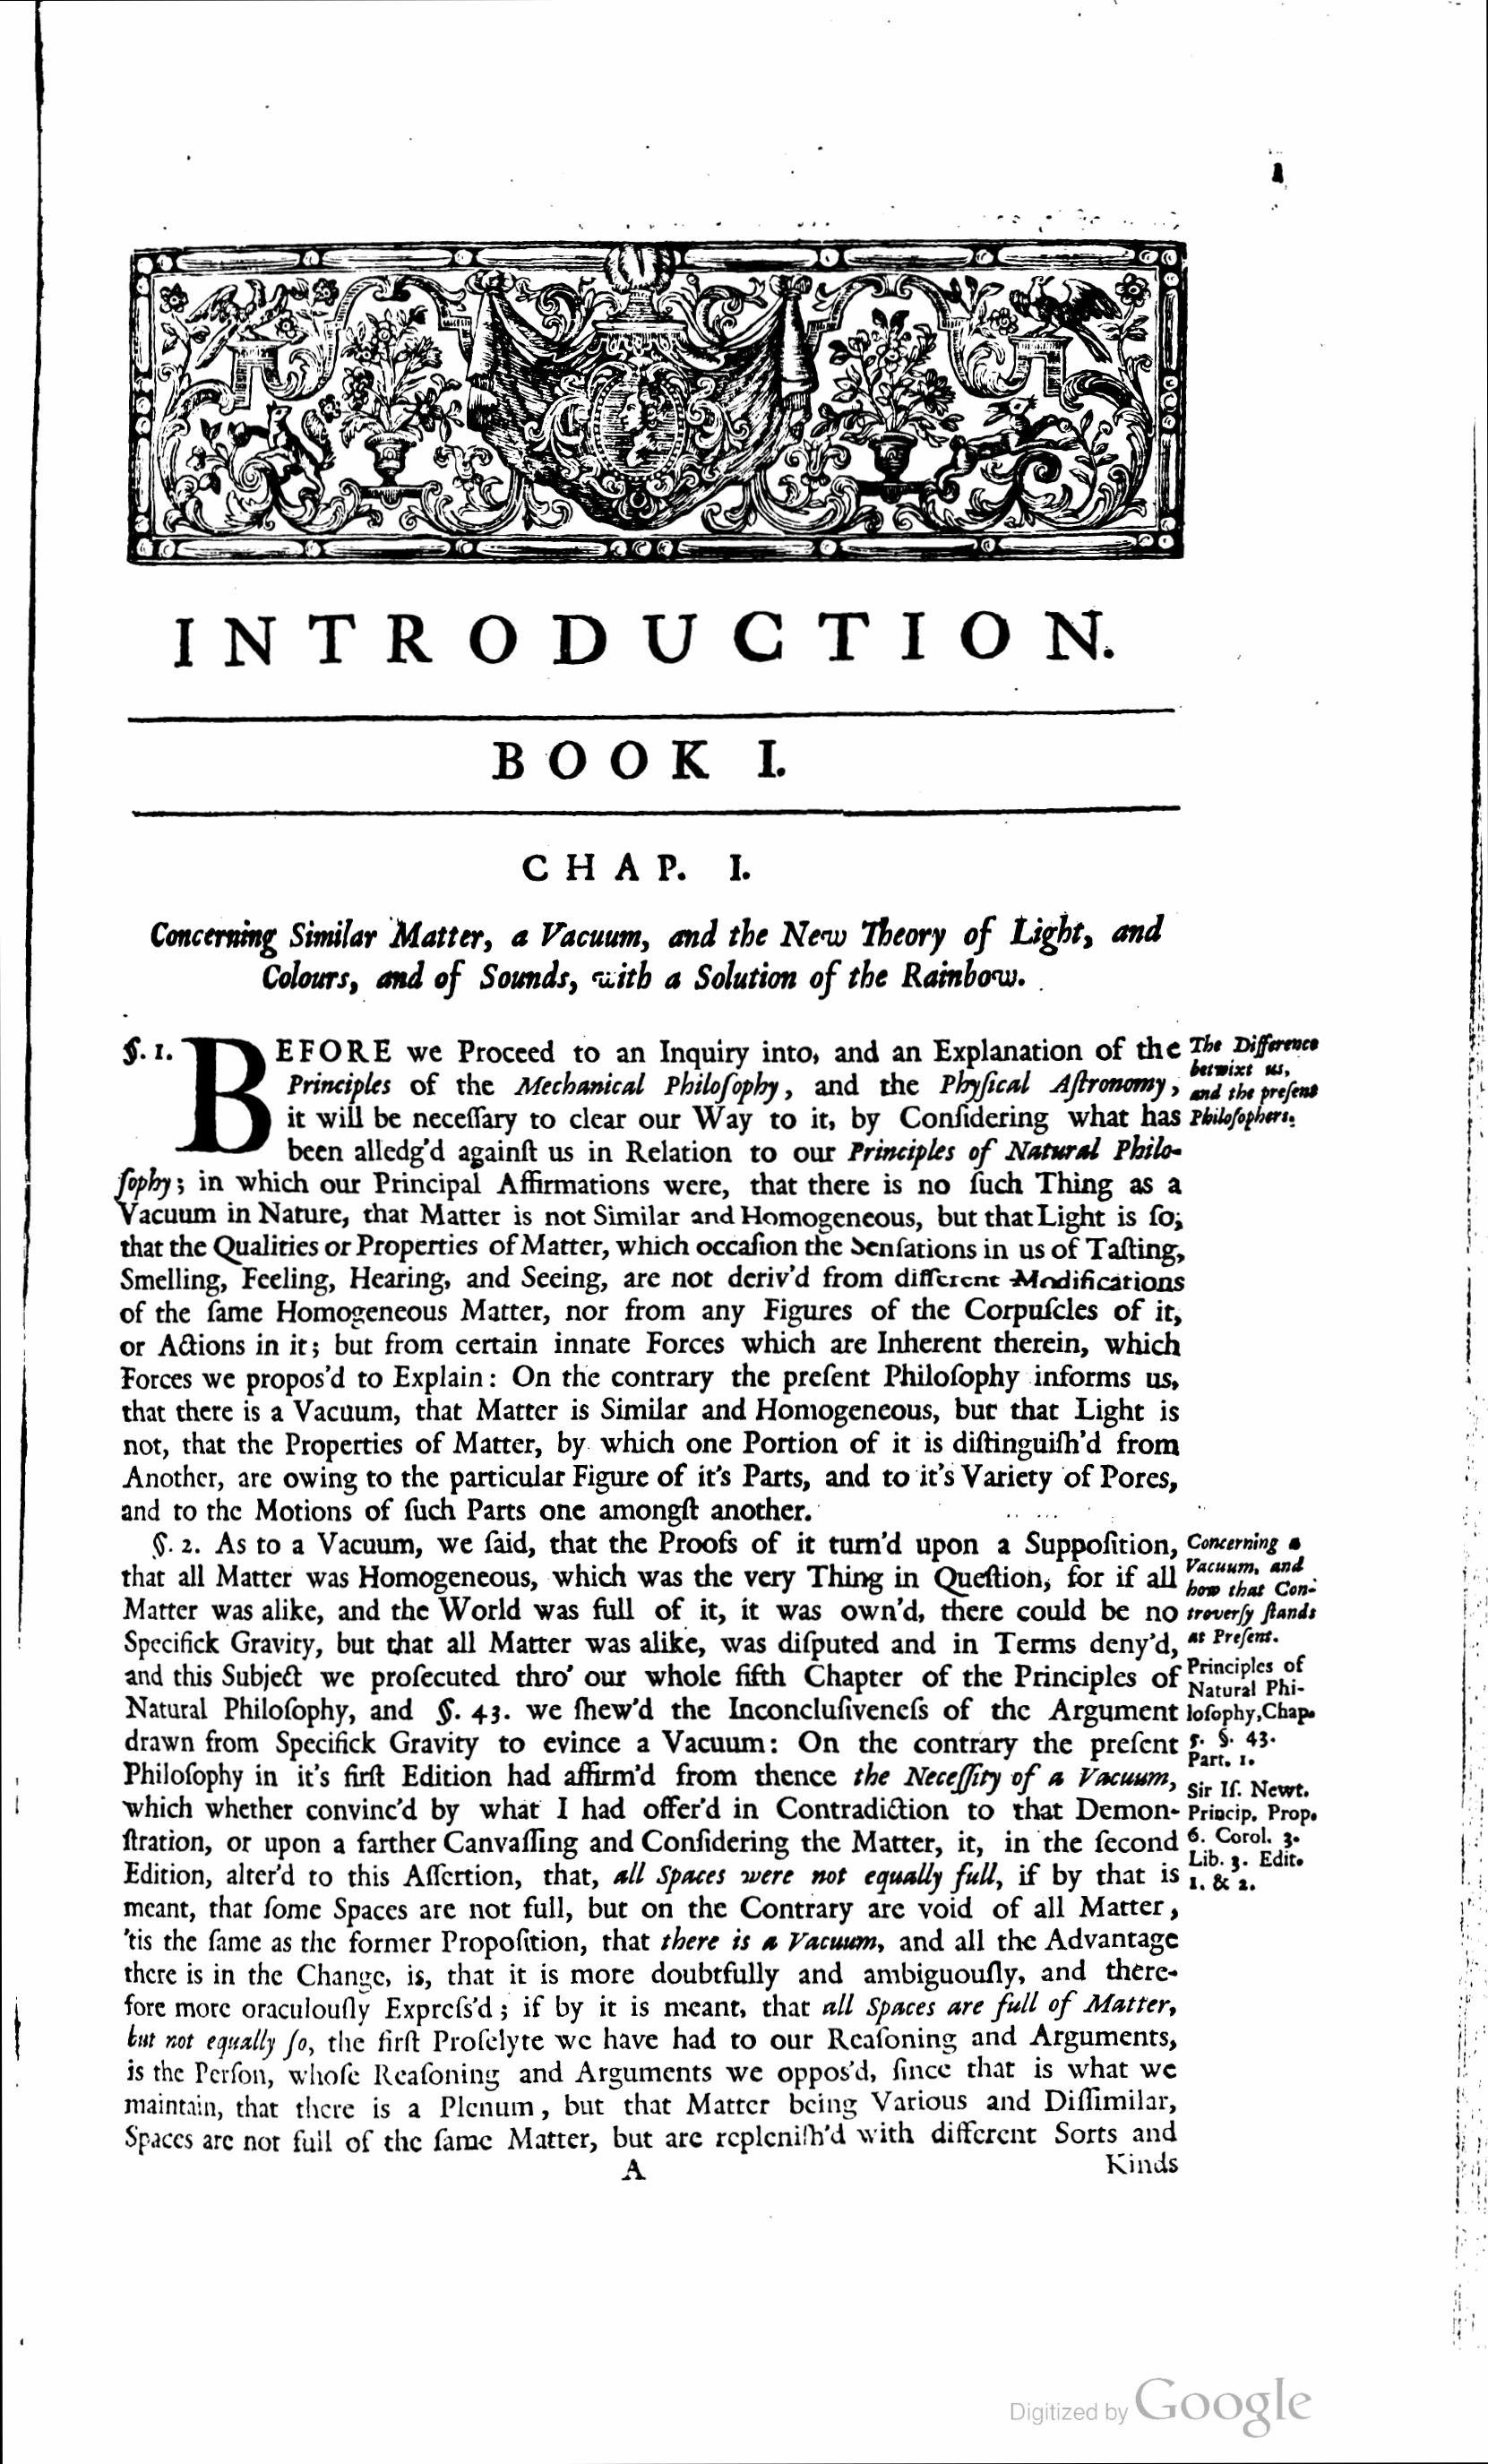 1
INTRODUCTION.
BOOK I.
CHAP. I.
Concerning Similar Matter, a Vacuum, and the New Theory of Light, and
Colours, and of Sounds, with a Solution of the Rainbow.
§. 1. BEFORE we Proceed to an Inquiry into, and an Explanation of the
Principles of the Mechanical Philoſophy, and the Phyſical Aſtronomy,
it will be neceſſary to clear our Way to it, by Conſidering what has
been alledg'd againſt us in Relation to our Principles of Natural Philo-
ſophy; in which our Principal Affirmations were, that there is no ſuch Thing as a
Vacuum in Nature, that Matter is not Similar and Homogeneous, but that Light is ſo;
that the Qualities or Properties of Matter, which occaſion the Senſations in us of Taſting,
Smelling, Feeling, Hearing, and Seeing, are not deriv'd from different Modifications
of the ſame Homogeneous Matter, nor from any Figures of the Corpuſcles of it,
or Actions in it; but from certain innate Forces which are Inherent therein, which
Forces we propos'd to Explain: On the contrary the preſent Philoſophy informs us,
that there is a Vacuum, that Matter is Similar and Homogeneous, but that Light is
not, that the Properties of Matter, by which one Portion of it is diſtinguiſh'd from
Another, are owing to the particular Figure of it's Parts, and to it's Variety of Pores,
and to the Motions of ſuch Parts one amongſt another.
The Difference
betwixt us,
and the preſent
Philoſophers.
§. 2. As to a Vacuum, we ſaid, that the Proofs of it turn'd upon a Suppoſition,
that all Matter was Homogeneous, which was the very Thing in Queſtion, for if all
Matter was alike, and the World was full of it, it was own'd, there could be no
Specifick Gravity, but that all Matter was alike, was diſputed and in Terms deny'd,
and this Subject we proſecuted thro' our whole fifth Chapter of the Principles of
Natural Philoſophy, and §. 43. we ſhew'd the Inconcluſiveneſs of the Argument
drawn from Specifick Gravity to evince a Vacuum: On the contrary the preſent
Philoſophy in it's firſt Edition had affirm'd from thence the Neceſſity of a Vacuum,
which whether convinc'd by what I had offer'd in Contradiction to that Demon-
ſtration, or upon a farther Canvaſſing and Conſidering the Matter, it, in the ſecond
Edition, alter'd to this Aſſertion, that, all Spaces were not equally full, if by that is
meant, that ſome Spaces are not full, but on the Contrary are void of all Matter,
'tis the ſame as the former Propoſition, that there is a Vacuum, and all the Advantage
there is in the Change, is, that it is more doubtfully and ambiguouſly, and there-
fore more oraculouſly Expreſs'd; if by it is meant, that all Spaces are full of Matter,
but not equally ſo, the firſt Proſelyte we have had to our Reaſoning and Arguments,
is the Perſon, whoſe Reaſoning and Arguments we oppos'd, ſince that is what we
maintain, that there is a Plenum, but that Matter being Various and Diſſimilar,
Spaces are not full of the ſame Matter, but are repleniſh'd with different Sorts and
Concerning a
Vacuum, and
how that Con-
troverſy ſtands
at Preſent.
Principles of
Natural Phi-
loſophy, Chap.
5. §. 43.
Part. 1.
Sir Iſ. Newt.
Princip. Prop.
6. Corol. 3.
Lib. 3. Edit.
1. & 2.
A
Kinds
Digitized by Google